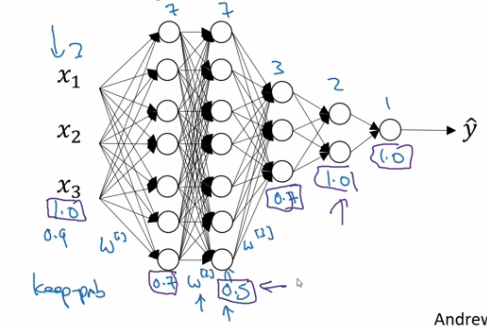 7 7
3
x₁
3
2
1
x₂
ŷ
x₃
1.0
0.7
1.0
1.0
0.9
w^[1]
w^[3]
keep-prob
0.7
w^[2]
0.5
Andrew